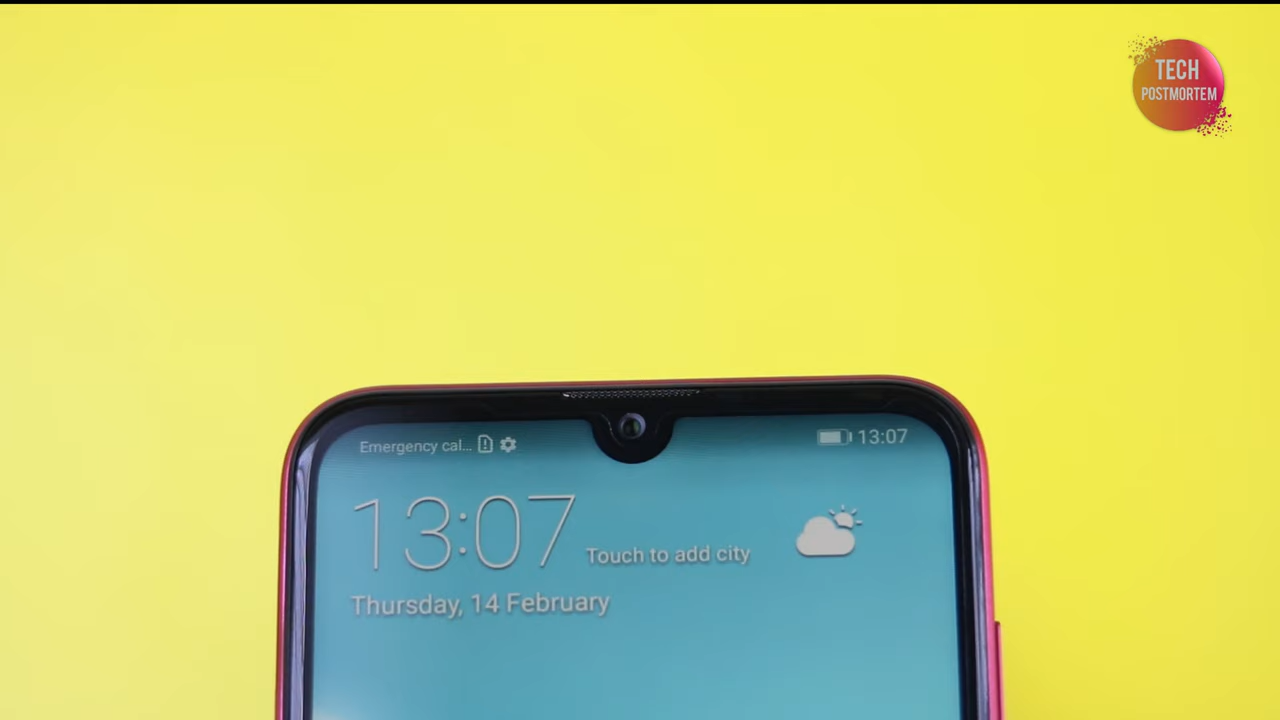 TECH
POSTMORTEM
Emergency cal...
13:07
13:07
Touch to add city
Thursday, 14 February